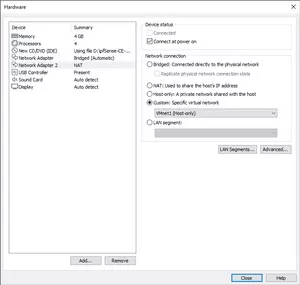 Hardware
Device Summary
Memory 4 GB
Processors 4
New CD/DVD (IDE) Using file D:\pfSense-CE-...
Network Adapter Bridged (Automatic)
Network Adapter 2 NAT
USB Controller Present
Sound Card Auto detect
Display Auto detect
Add... Remove
Device status
Connected
Connect at power on
Network connection
Bridged: Connected directly to the physical network
Replicate physical network connection state
NAT: Used to share the host's IP address
Host-only: A private network shared with the host
Custom: Specific virtual network
VMnet1 (Host-only)
LAN segment:
LAN Segments... Advanced...
Close Help